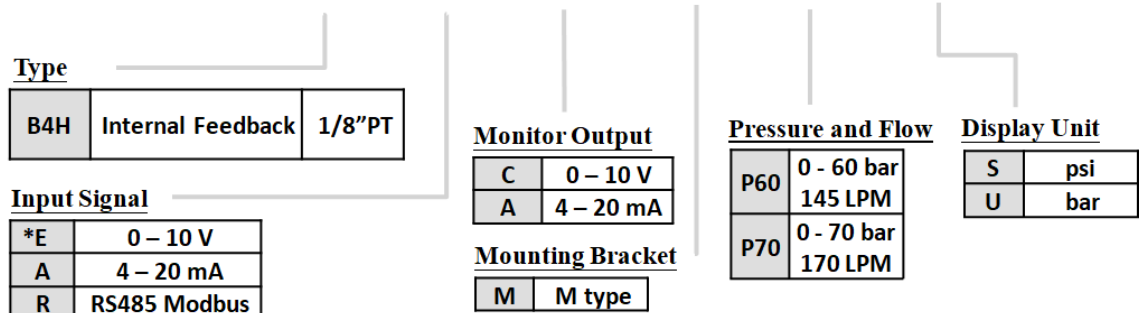 Type
B4H Internal Feedback 1/8”PT
Input Signal
*E 0 – 10 V
A 4 – 20 mA
R RS485 Modbus
Monitor Output
C 0 – 10 V
A 4 – 20 mA
Mounting Bracket
M M type
Pressure and Flow
P60 0 - 60 bar
145 LPM
P70 0 - 70 bar
170 LPM
Display Unit
S psi
U bar